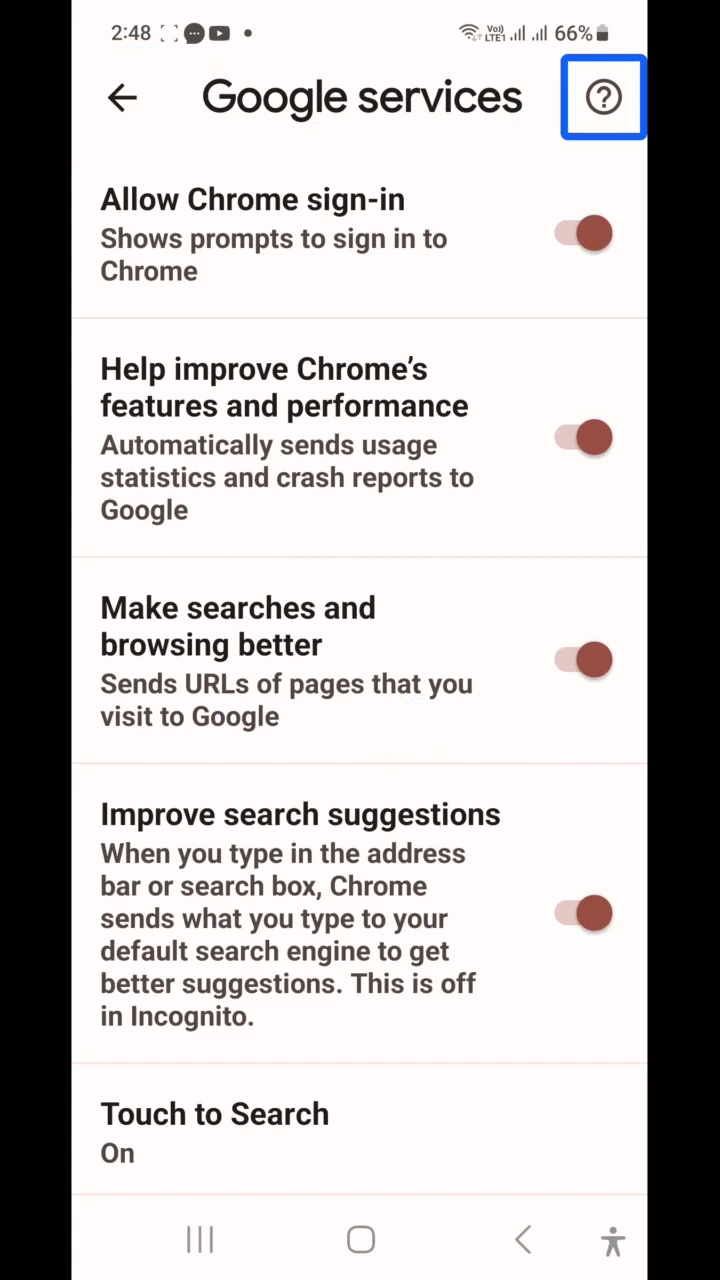 2:48 Vo) LTE1 66%
Google services
Allow Chrome sign-in
Shows prompts to sign in to
Chrome
Help improve Chrome’s
features and performance
Automatically sends usage
statistics and crash reports to
Google
Make searches and
browsing better
Sends URLs of pages that you
visit to Google
Improve search suggestions
When you type in the address
bar or search box, Chrome
sends what you type to your
default search engine to get
better suggestions. This is off
in Incognito.
Touch to Search
On